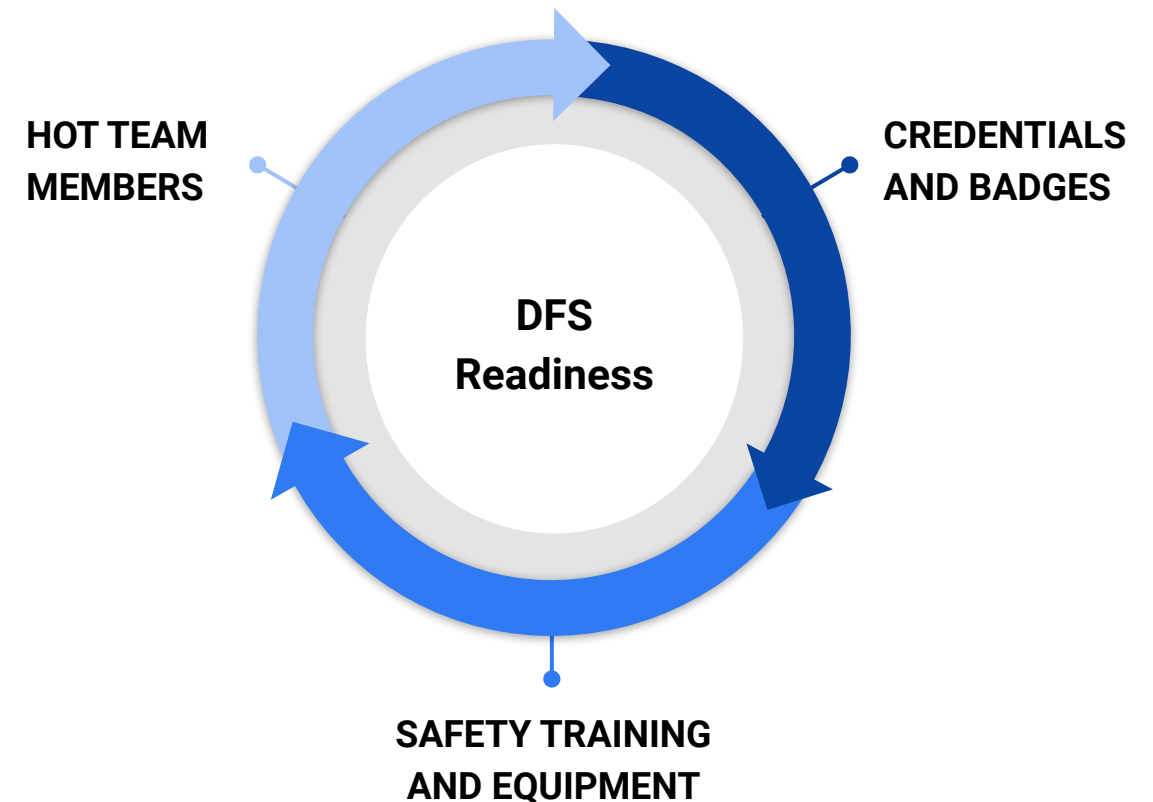 HOT TEAM
MEMBERS
CREDENTIALS
AND BADGES
DFS
Readiness
SAFETY TRAINING
AND EQUIPMENT